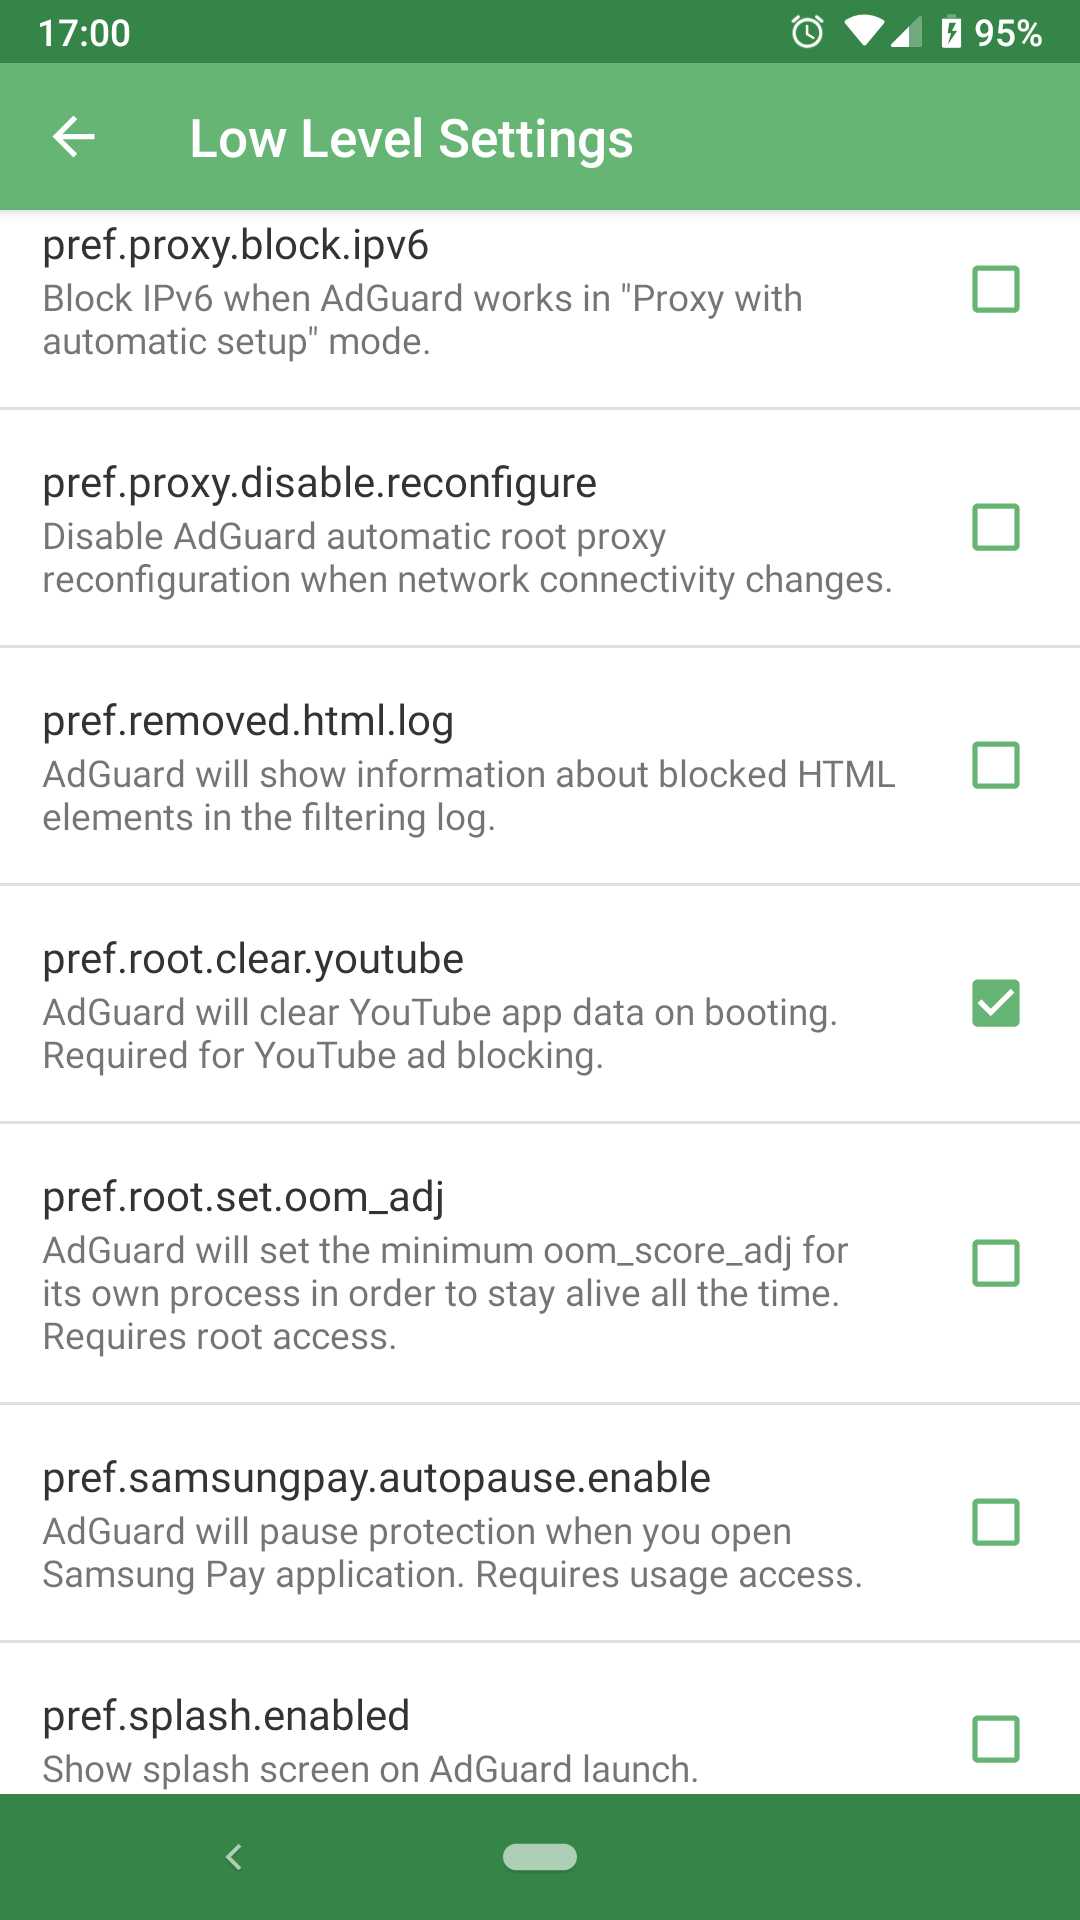 17:00
95%
Low Level Settings
pref.proxy.block.ipv6
Block IPv6 when AdGuard works in "Proxy with
automatic setup" mode.
pref.proxy.disable.reconfigure
Disable AdGuard automatic root proxy
reconfiguration when network connectivity changes.
pref.removed.html.log
AdGuard will show information about blocked HTML
elements in the filtering log.
pref.root.clear.youtube
AdGuard will clear YouTube app data on booting.
Required for YouTube ad blocking.
pref.root.set.oom_adj
AdGuard will set the minimum oom_score_adj for
its own process in order to stay alive all the time.
Requires root access.
pref.samsungpay.autopause.enable
AdGuard will pause protection when you open
Samsung Pay application. Requires usage access.
pref.splash.enabled
Show splash screen on AdGuard launch.